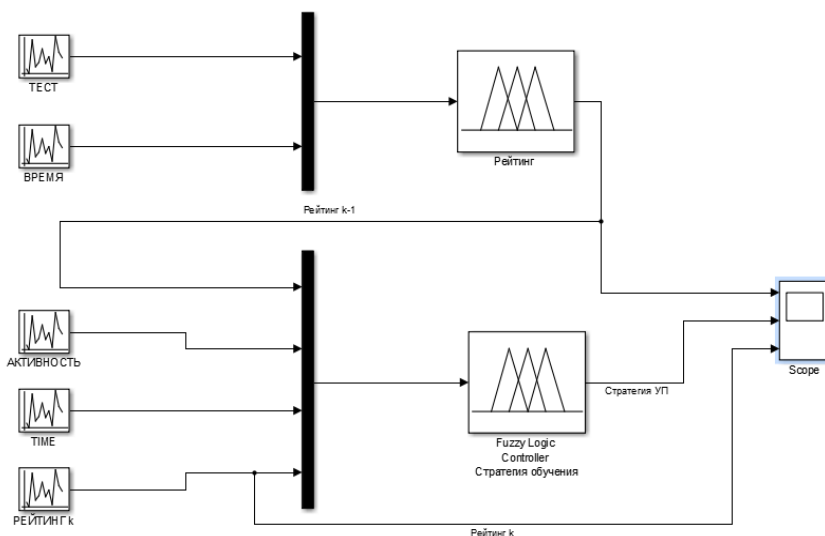 ТЕСТ
ВРЕМЯ
Рейтинг
Рейтинг k-1
АКТИВНОСТЬ
TIME
РЕЙТИНГ k
Fuzzy Logic
Controller
Стратегия обучения
Стратегия УП
Scope
Рейтинг k